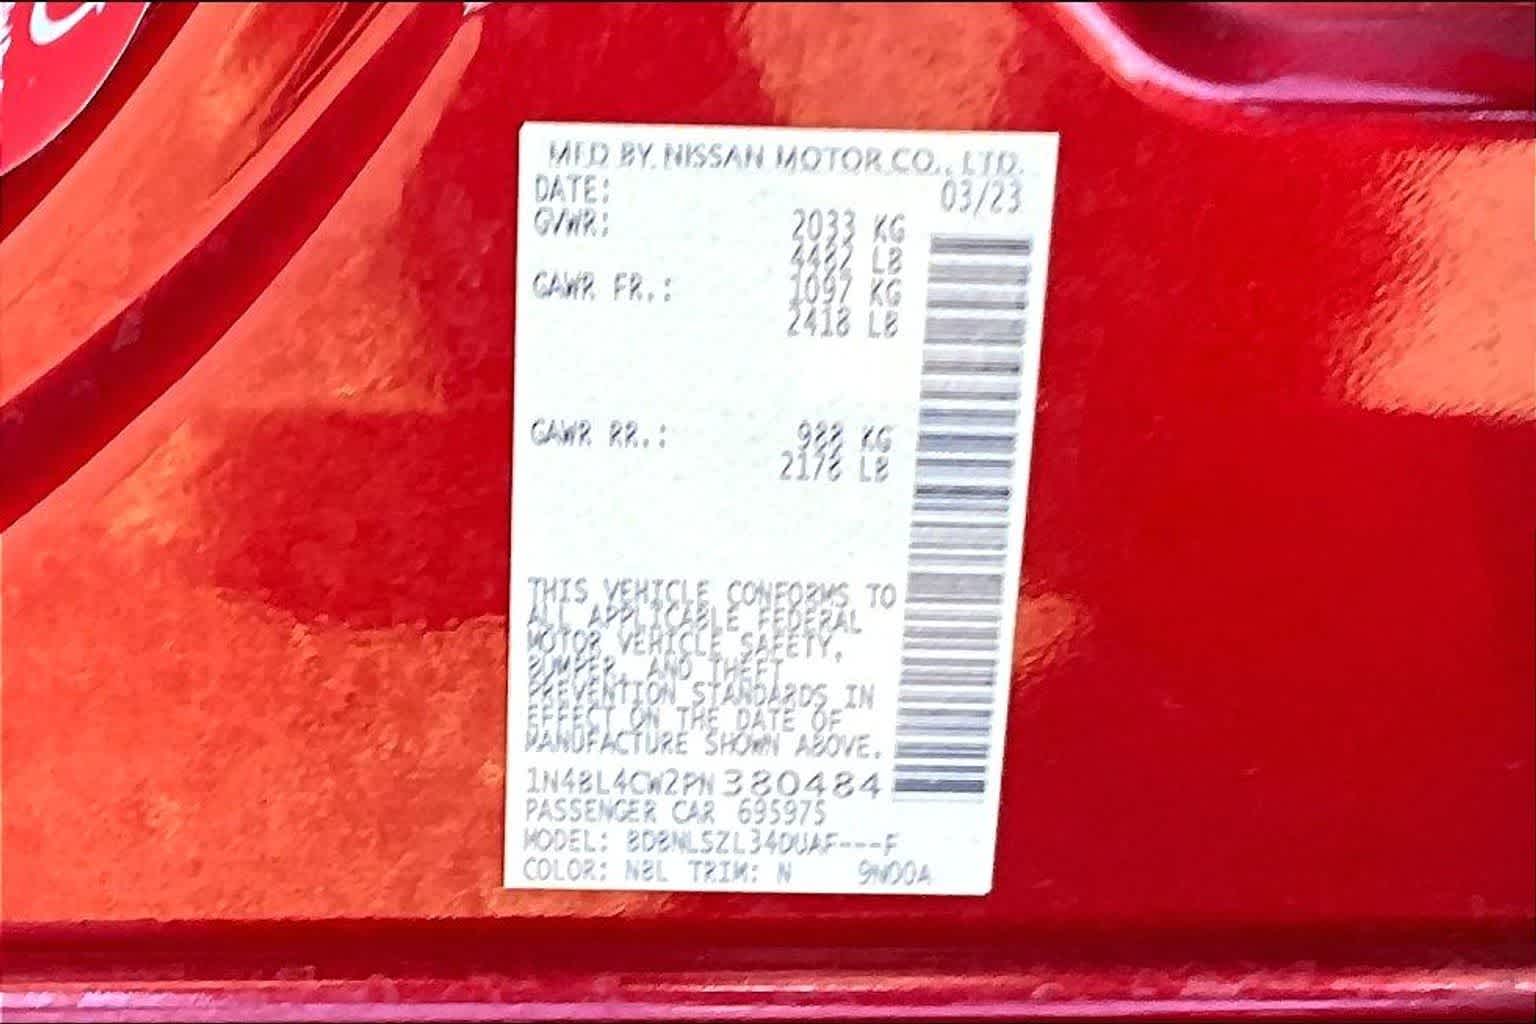 MFD BY NISSAN MOTOR CO., LTD.
DATE: 03/23
GVWR: 2033 KG
4482 LB
GAWR FR.: 1097 KG
2418 LB
GAWR RR.: 988 KG
2178 LB
THIS VEHICLE CONFORMS TO
ALL APPLICABLE FEDERAL
MOTOR VEHICLE SAFETY,
BUMPER, AND THEFT
PREVENTION STANDARDS IN
EFFECT ON THE DATE OF
MANUFACTURE SHOWN ABOVE.
1N4BL4CW2PN380484
PASSENGER CAR 695975
MODEL: BDBNLSZL34DUAF---F
COLOR: NBL TRIM: N 9N00A